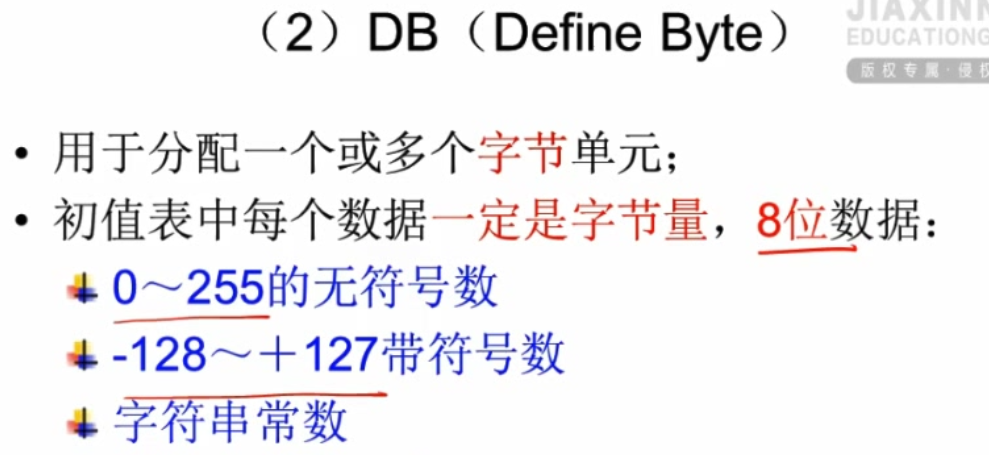 （2）DB（Define Byte）
EDUCATIONG
版权专属·侵权
• 用于分配一个或多个字节单元；
• 初值表中每个数据一定是字节量，8位数据：
0～255的无符号数
-128～＋127带符号数
字符串常数